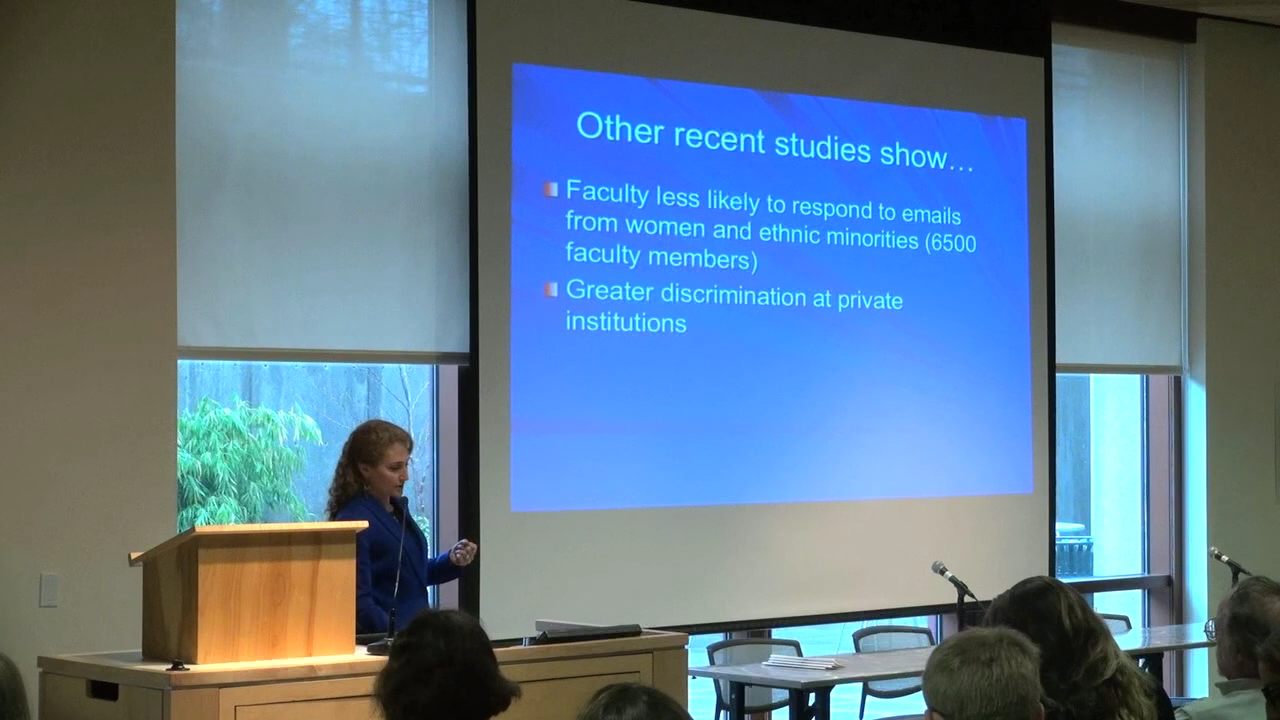 Other recent studies show…
Faculty less likely to respond to emails
from women and ethnic minorities (6500
faculty members)
Greater discrimination at private
institutions